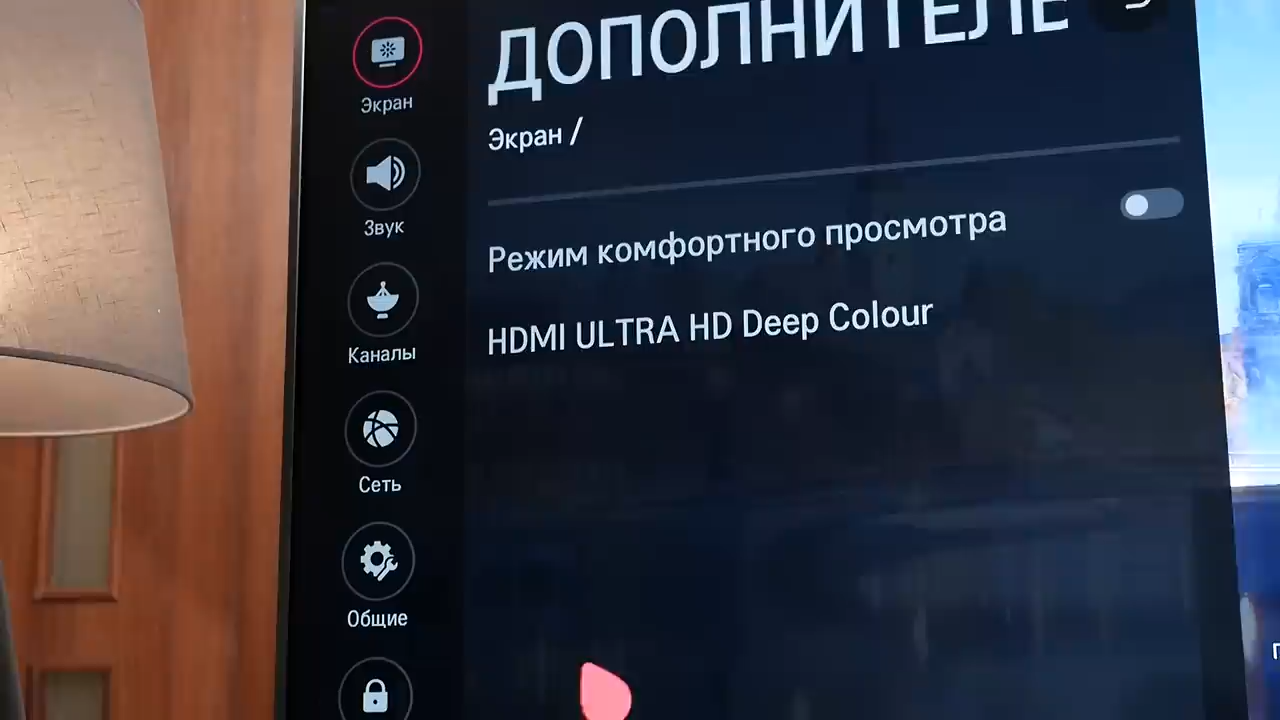 ДОПОЛНИТЕЛЕ
Экран /
Режим комфортного просмотра
HDMI ULTRA HD Deep Colour
Экран
Звук
Каналы
Сеть
Общие